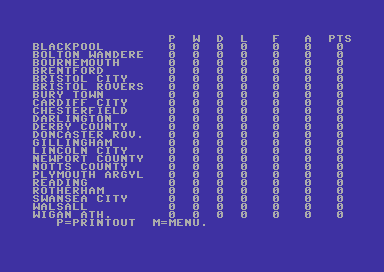 P W D L F A PTS
BLACKPOOL 0 0 0 0 0 0 0
BOLTON WANDERE 0 0 0 0 0 0 0
BOURNEMOUTH 0 0 0 0 0 0 0
BRENTFORD 0 0 0 0 0 0 0
BRISTOL CITY 0 0 0 0 0 0 0
BRISTOL ROVERS 0 0 0 0 0 0 0
BURY TOWN 0 0 0 0 0 0 0
CARDIFF CITY 0 0 0 0 0 0 0
CHESTERFIELD 0 0 0 0 0 0 0
DARLINGTON 0 0 0 0 0 0 0
DERBY COUNTY 0 0 0 0 0 0 0
DONCASTER ROV. 0 0 0 0 0 0 0
GILLINGHAM 0 0 0 0 0 0 0
LINCOLN CITY 0 0 0 0 0 0 0
NEWPORT COUNTY 0 0 0 0 0 0 0
NOTTS COUNTY 0 0 0 0 0 0 0
PLYMOUTH ARGYL 0 0 0 0 0 0 0
READING 0 0 0 0 0 0 0
ROTHERHAM 0 0 0 0 0 0 0
SWANSEA CITY 0 0 0 0 0 0 0
WALSALL 0 0 0 0 0 0 0
WIGAN ATH. 0 0 0 0 0 0 0
P=PRINTOUT M=MENU.